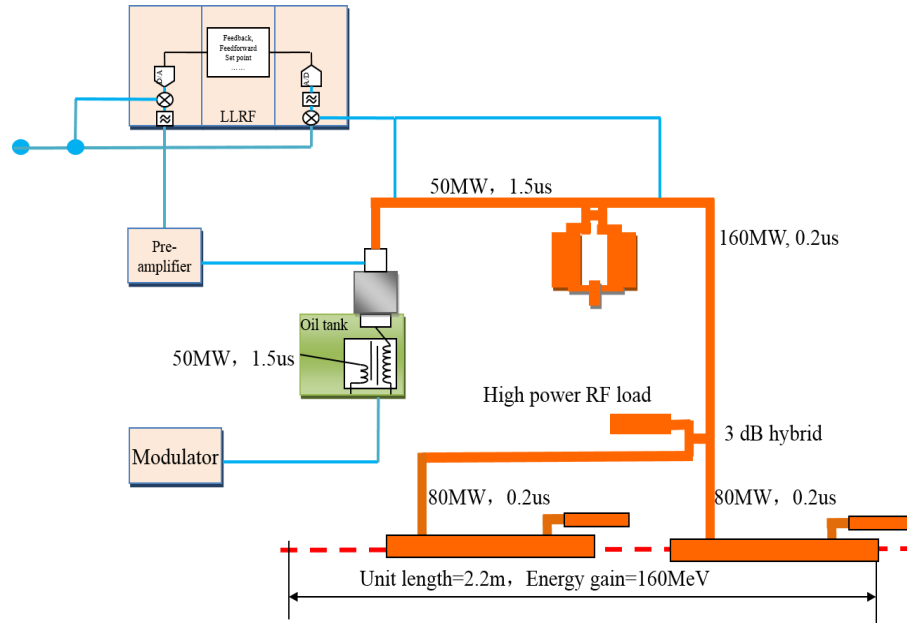 Feedback,
Feedforward
Set point
......
D/A
A/D
LLRF
50MW，1.5us
160MW, 0.2us
Pre-
amplifier
Oil tank
50MW，1.5us
High power RF load
3 dB hybrid
Modulator
80MW，0.2us
80MW，0.2us
Unit length=2.2m，Energy gain=160MeV